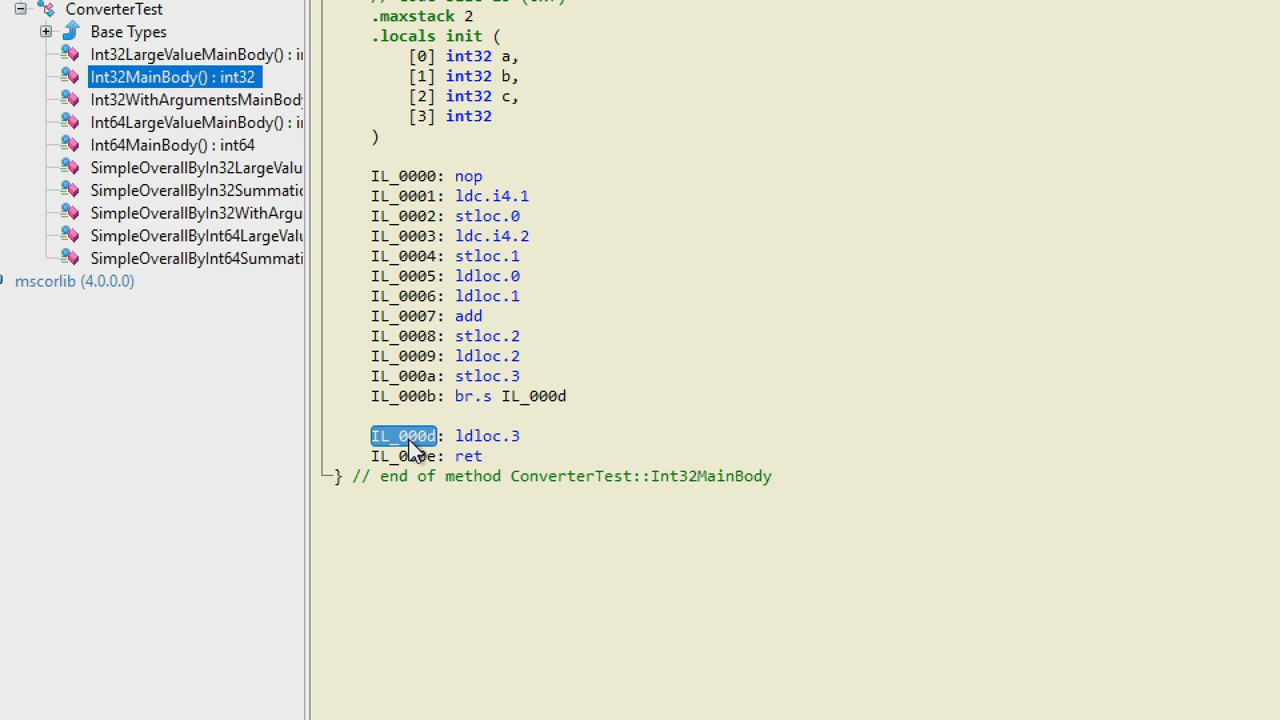 ConverterTest
Base Types
Int32LargeValueMainBody() : i
Int32MainBody() : int32
Int32WithArgumentsMainBod
Int64LargeValueMainBody() : i
Int64MainBody() : int64
SimpleOverallByIn32LargeValu
SimpleOverallByIn32Summatio
SimpleOverallByIn32WithArgu
SimpleOverallByInt64LargeValu
SimpleOverallByInt64Summati
mscorlib (4.0.0.0)
.maxstack 2
.locals init (
[0] int32 a,
[1] int32 b,
[2] int32 c,
[3] int32
)
IL_0000: nop
IL_0001: ldc.i4.1
IL_0002: stloc.0
IL_0003: ldc.i4.2
IL_0004: stloc.1
IL_0005: ldloc.0
IL_0006: ldloc.1
IL_0007: add
IL_0008: stloc.2
IL_0009: ldloc.2
IL_000a: stloc.3
IL_000b: br.s IL_000d
IL_000d: ldloc.3
IL_000e: ret
} // end of method ConverterTest::Int32MainBody